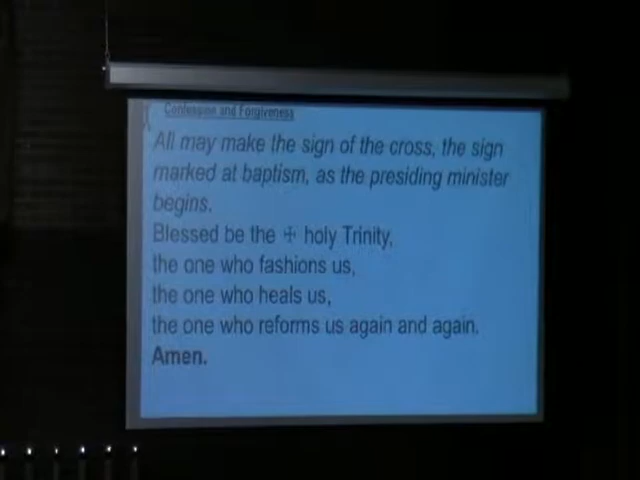 Confession and Forgiveness
All may make the sign of the cross, the sign
marked at baptism, as the presiding minister
begins.
Blessed be the ☩ holy Trinity,
the one who fashions us,
the one who heals us,
the one who reforms us again and again.
Amen.